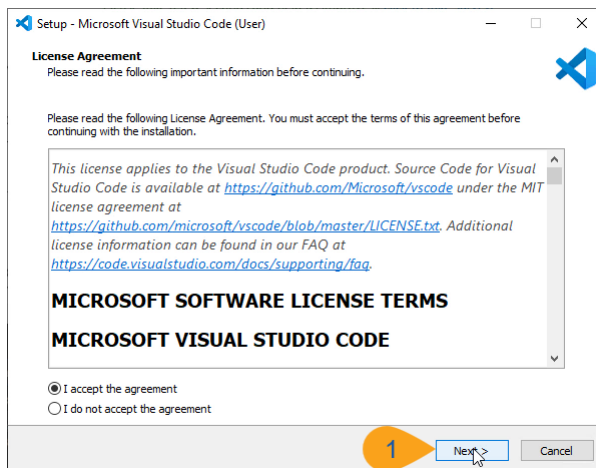 Setup - Microsoft Visual Studio Code (User)
License Agreement
Please read the following important information before continuing.
Please read the following License Agreement. You must accept the terms of this agreement before
continuing with the installation.
This license applies to the Visual Studio Code product. Source Code for Visual
Studio Code is available at https://github.com/Microsoft/vscode under the MIT
license agreement at
https://github.com/microsoft/vscode/blob/master/LICENSE.txt. Additional
license information can be found in our FAQ at
https://code.visualstudio.com/docs/supporting/faq.
MICROSOFT SOFTWARE LICENSE TERMS
MICROSOFT VISUAL STUDIO CODE
I accept the agreement
I do not accept the agreement
1
Next >
Cancel